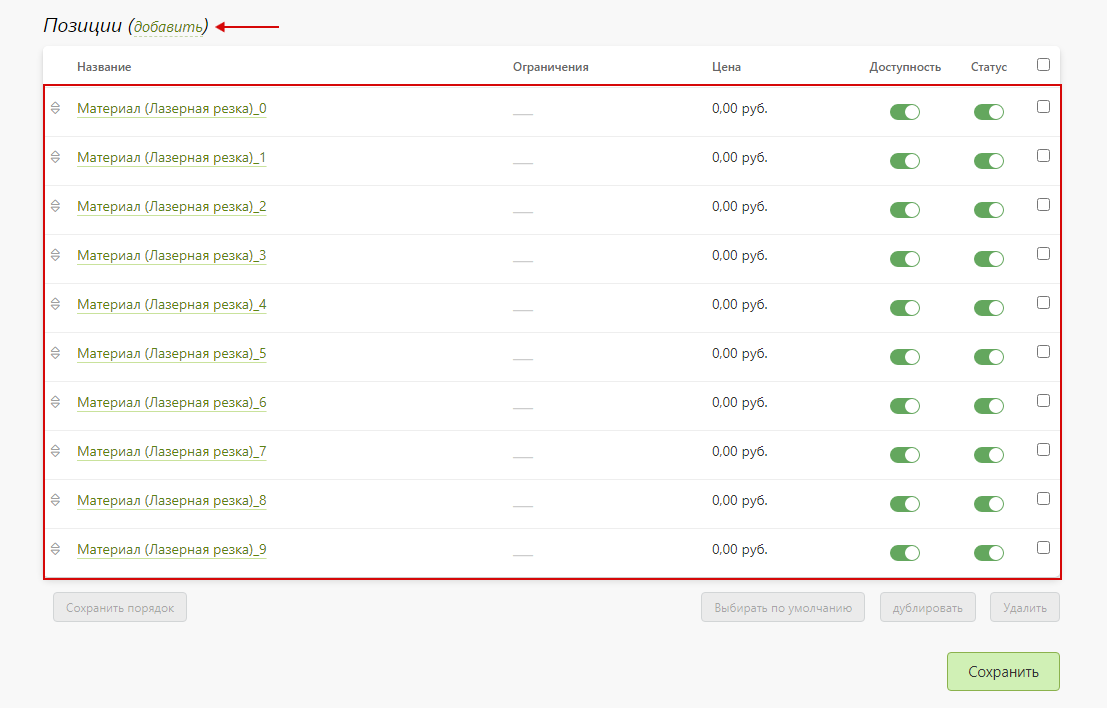 Позиции (добавить)
Название Ограничения Цена Доступность Статус
Материал (Лазерная резка)_0 0,00 руб.
Материал (Лазерная резка)_1 0,00 руб.
Материал (Лазерная резка)_2 0,00 руб.
Материал (Лазерная резка)_3 0,00 руб.
Материал (Лазерная резка)_4 0,00 руб.
Материал (Лазерная резка)_5 0,00 руб.
Материал (Лазерная резка)_6 0,00 руб.
Материал (Лазерная резка)_7 0,00 руб.
Материал (Лазерная резка)_8 0,00 руб.
Материал (Лазерная резка)_9 0,00 руб.
Сохранить порядок Выбирать по умолчанию дублировать Удалить
Сохранить